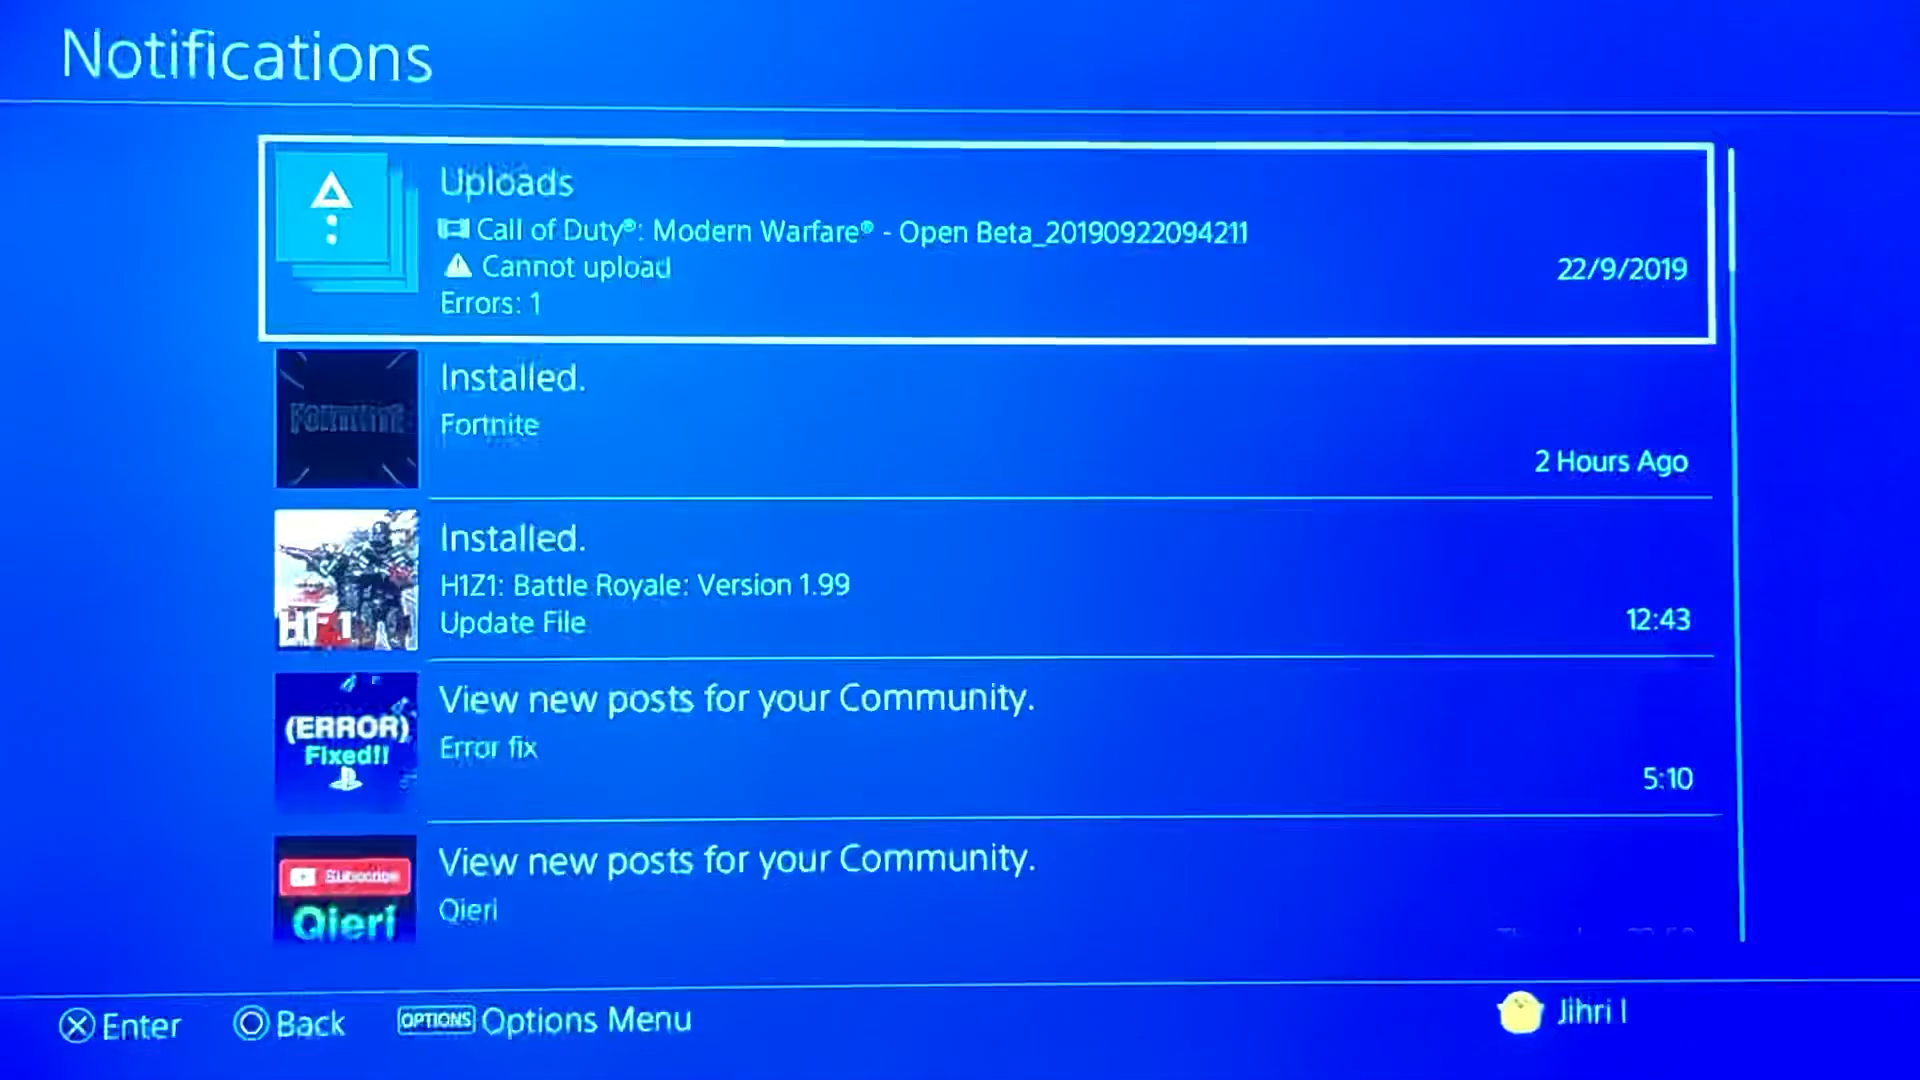 Notifications
Uploads
Call of Duty®: Modern Warfare® - Open Beta_20190922094211
Cannot upload
22/9/2019
Errors: 1
Installed.
FORTNITE
Fortnite
2 Hours Ago
Installed.
H1Z1: Battle Royale: Version 1.99
Update File
12:43
View new posts for your Community.
(ERROR)
Fixed!!
Error fix
5:10
View new posts for your Community.
Subscribe
Qieri
Qieri
Enter
Back
OPTIONS
Options Menu
Jihri I